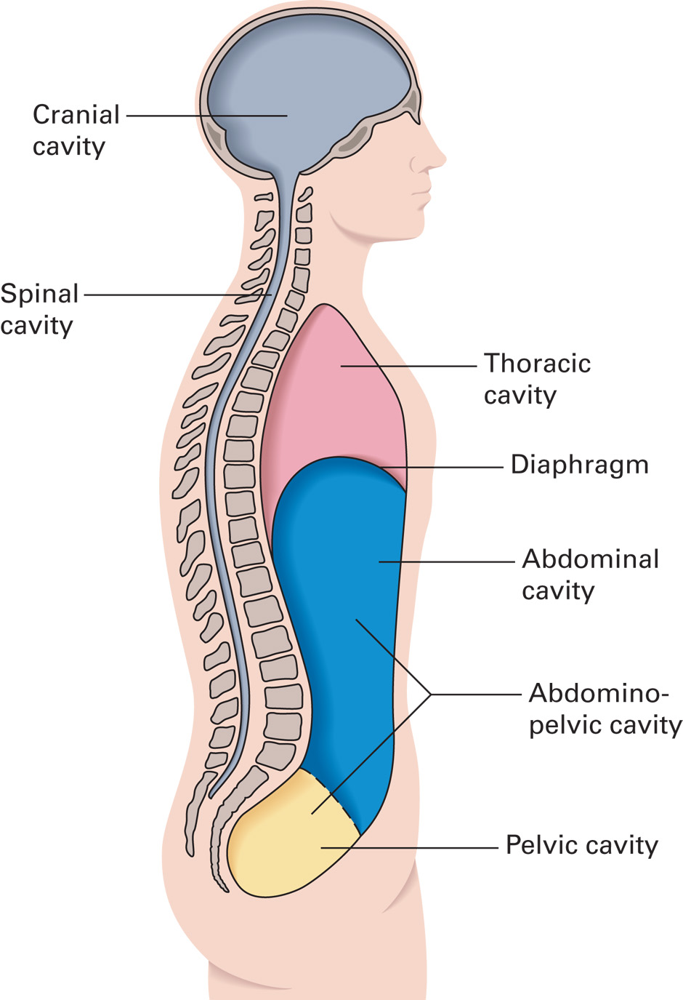 Cranial
cavity
Spinal
cavity
Thoracic
cavity
Diaphragm
Abdominal
cavity
Abdomino-
pelvic cavity
Pelvic cavity